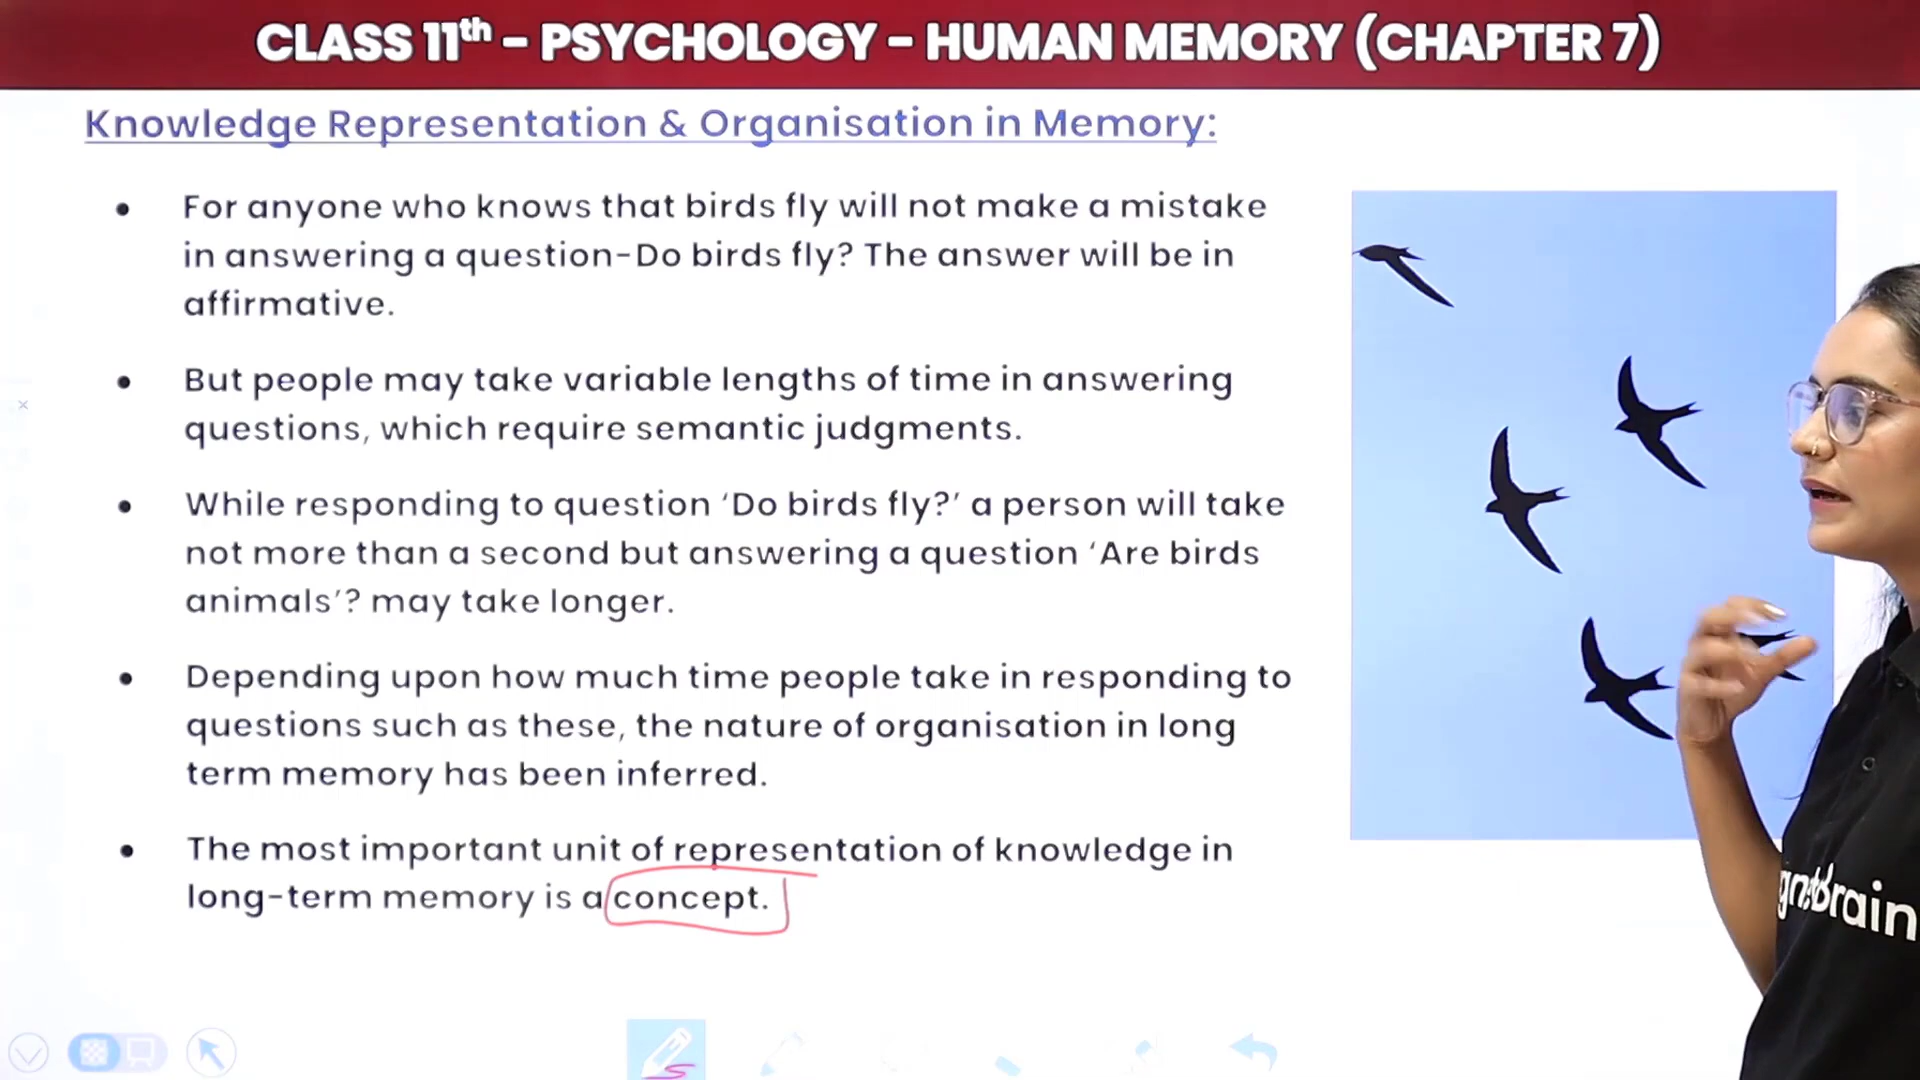 CLASS 11th - PSYCHOLOGY - HUMAN MEMORY (CHAPTER 7)
Knowledge Representation & Organisation in Memory:
• For anyone who knows that birds fly will not make a mistake
in answering a question-Do birds fly? The answer will be in
affirmative.
• But people may take variable lengths of time in answering
questions, which require semantic judgments.
• While responding to question ‘Do birds fly?’ a person will take
not more than a second but answering a question ‘Are birds
animals’? may take longer.
• Depending upon how much time people take in responding to
questions such as these, the nature of organisation in long
term memory has been inferred.
• The most important unit of representation of knowledge in
long-term memory is a concept.